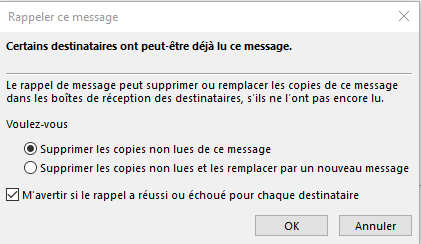 Rappeler ce message
Certains destinataires ont peut-être déjà lu ce message.
Le rappel de message peut supprimer ou remplacer les copies de ce message
dans les boîtes de réception des destinataires, s'ils ne l'ont pas encore lu.
Voulez-vous
Supprimer les copies non lues de ce message
Supprimer les copies non lues et les remplacer par un nouveau message
M'avertir si le rappel a réussi ou échoué pour chaque destinataire
OK Annuler